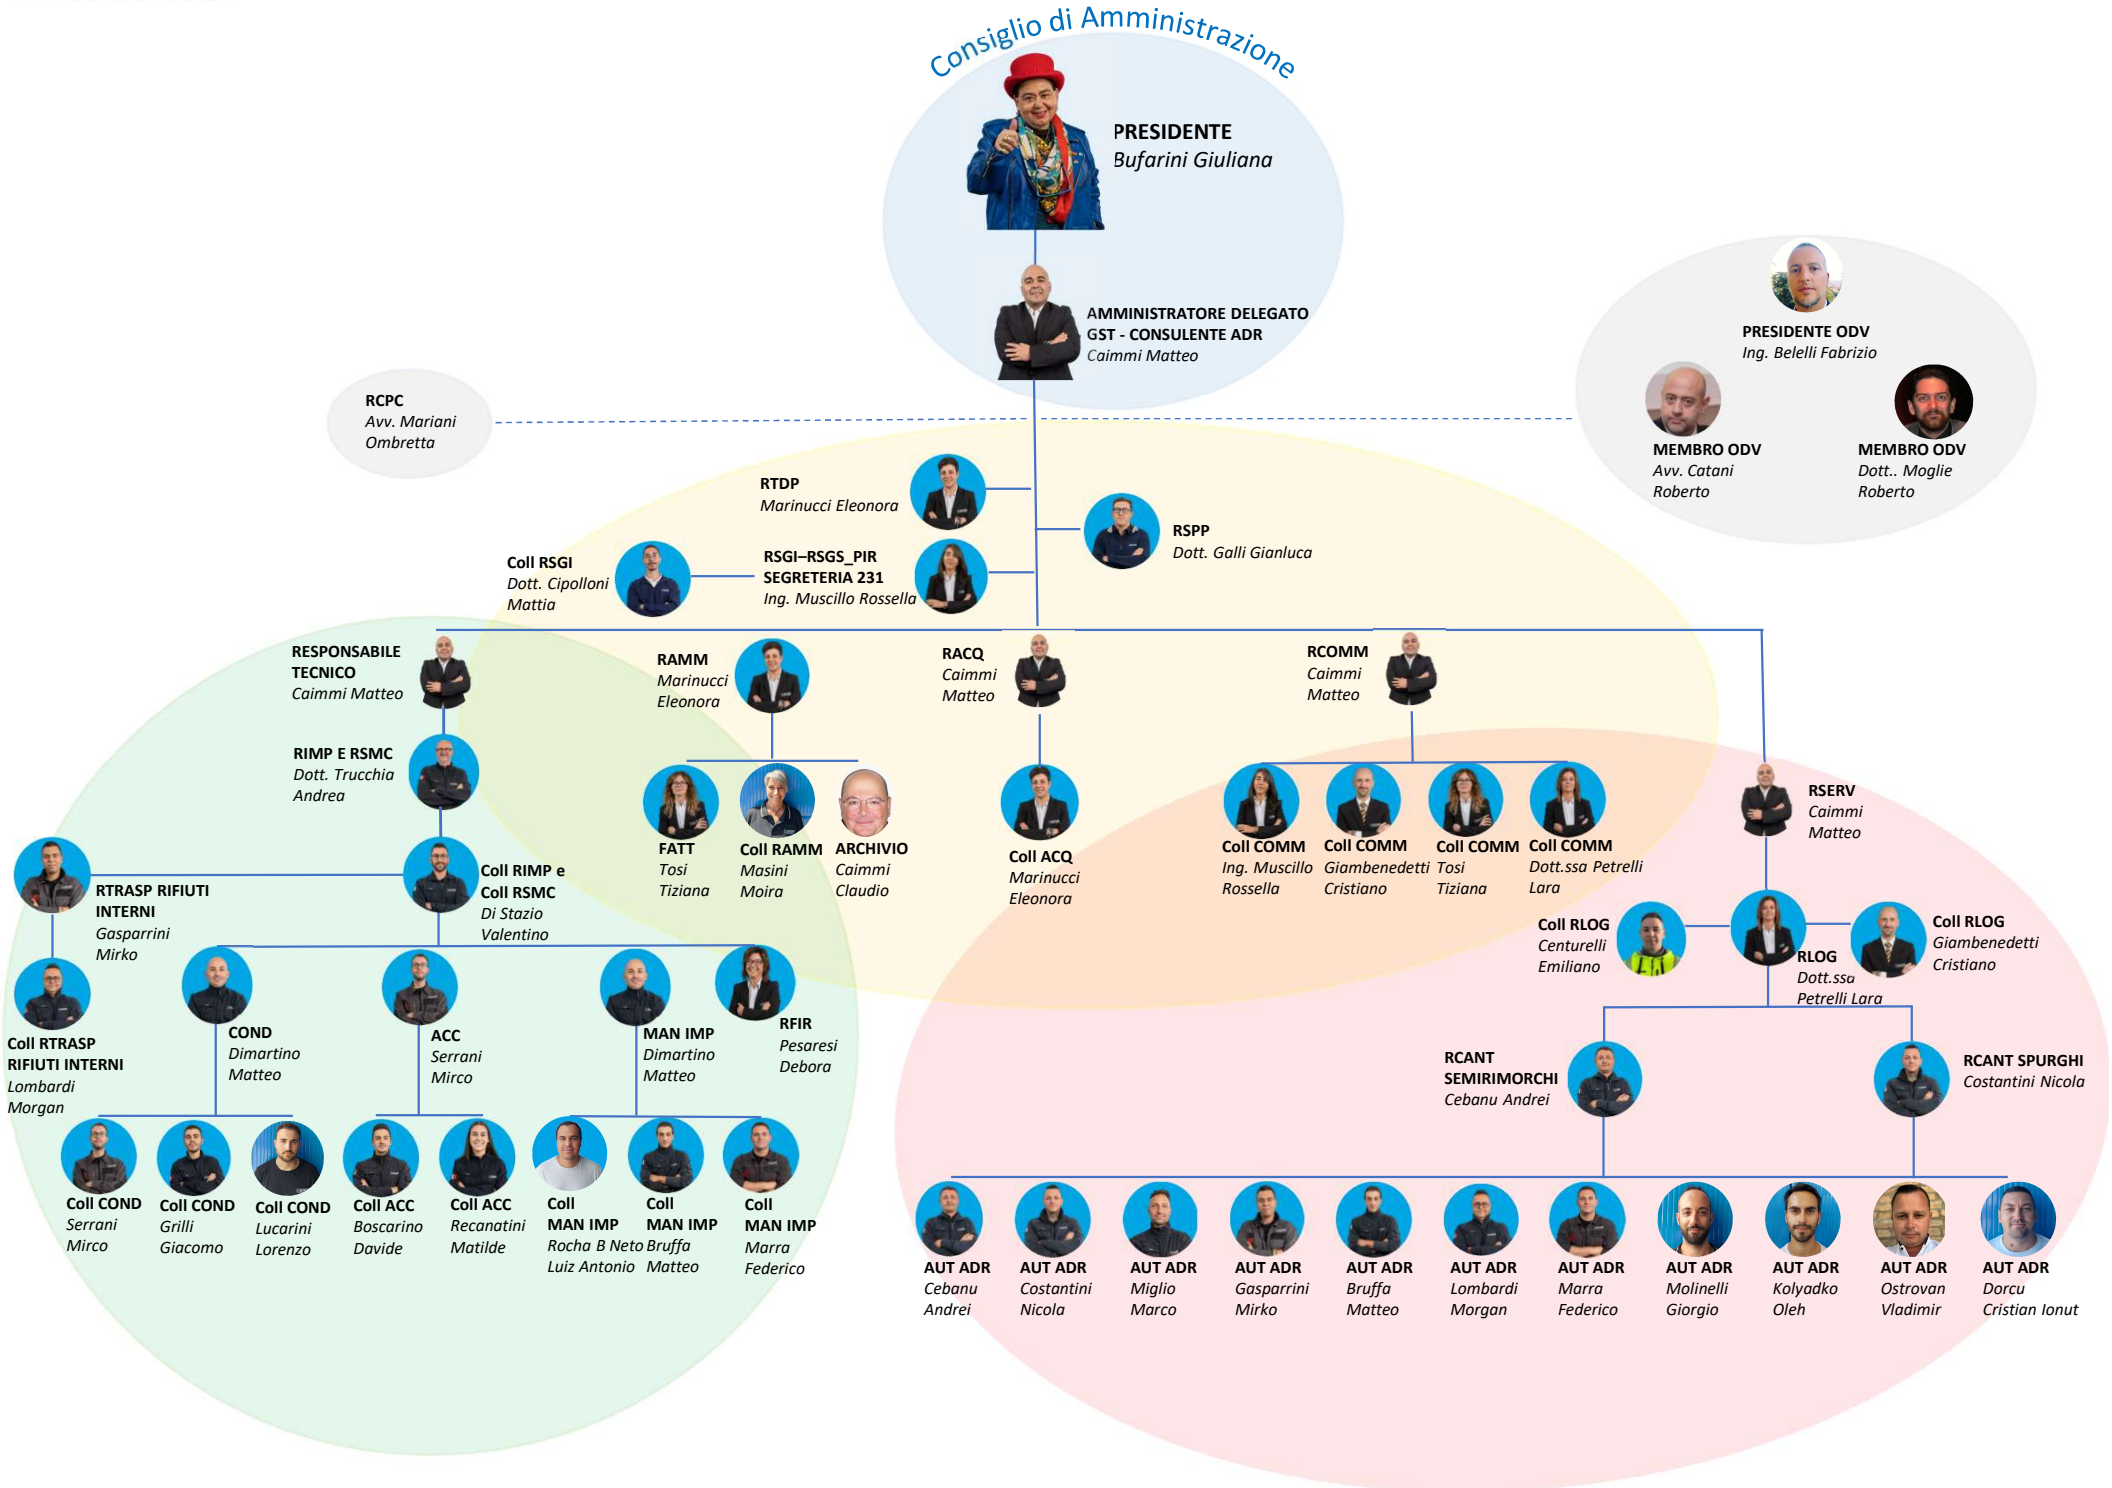 Consiglio di Amministrazione
PRESIDENTE
Bufarini Giuliana
AMMINISTRATORE DELEGATO
GST - CONSULENTE ADR
Caimmi Matteo
PRESIDENTE ODV
Ing. Belelli Fabrizio
MEMBRO ODV
Avv. Catani
Roberto
MEMBRO ODV
Dott.. Moglie
Roberto
RCPC
Avv. Mariani
Ombretta
RTDP
Marinucci Eleonora
RSPP
Dott. Galli Gianluca
Coll RSGI
Dott. Cipolloni
Mattia
RSGI–RSGS_PIR
SEGRETERIA 231
Ing. Muscillo Rossella
RESPONSABILE
TECNICO
Caimmi Matteo
RAMM
Marinucci
Eleonora
RACQ
Caimmi
Matteo
RCOMM
Caimmi
Matteo
RIMP E RSMC
Dott. Trucchia
Andrea
FATT
Tosi
Tiziana
Coll RAMM
Masini
Moira
ARCHIVIO
Caimmi
Claudio
Coll ACQ
Marinucci
Eleonora
Coll COMM
Ing. Muscillo
Rossella
Coll COMM
Giambenedetti
Cristiano
Coll COMM
Tosi
Tiziana
Coll COMM
Dott.ssa Petrelli
Lara
RSERV
Caimmi
Matteo
RTRASP RIFIUTI
INTERNI
Gasparrini
Mirko
Coll RIMP e
Coll RSMC
Di Stazio
Valentino
Coll RLOG
Centurelli
Emiliano
RLOG
Dott.ssa
Petrelli Lara
Coll RLOG
Giambenedetti
Cristiano
Coll RTRASP
RIFIUTI INTERNI
Lombardi
Morgan
COND
Dimartino
Matteo
ACC
Serrani
Mirco
MAN IMP
Dimartino
Matteo
RFIR
Pesaresi
Debora
RCANT
SEMIRIMORCHI
Cebanu Andrei
RCANT SPURGHI
Costantini Nicola
Coll COND
Serrani
Mirco
Coll COND
Grilli
Giacomo
Coll COND
Lucarini
Lorenzo
Coll ACC
Boscarino
Davide
Coll ACC
Recanatini
Matilde
Coll
MAN IMP
Rocha B Neto
Luiz Antonio
Coll
MAN IMP
Bruffa
Matteo
Coll
MAN IMP
Marra
Federico
AUT ADR
Cebanu
Andrei
AUT ADR
Costantini
Nicola
AUT ADR
Miglio
Marco
AUT ADR
Gasparrini
Mirko
AUT ADR
Bruffa
Matteo
AUT ADR
Lombardi
Morgan
AUT ADR
Marra
Federico
AUT ADR
Molinelli
Giorgio
AUT ADR
Kolyadko
Oleh
AUT ADR
Ostrovan
Vladimir
AUT ADR
Dorcu
Cristian Ionut